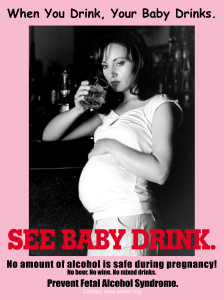 When You Drink, Your Baby Drinks.
SEE BABY DRINK.
No amount of alcohol is safe during pregnancy!
No beer. No wine. No mixed drinks.
Prevent Fetal Alcohol Syndrome.